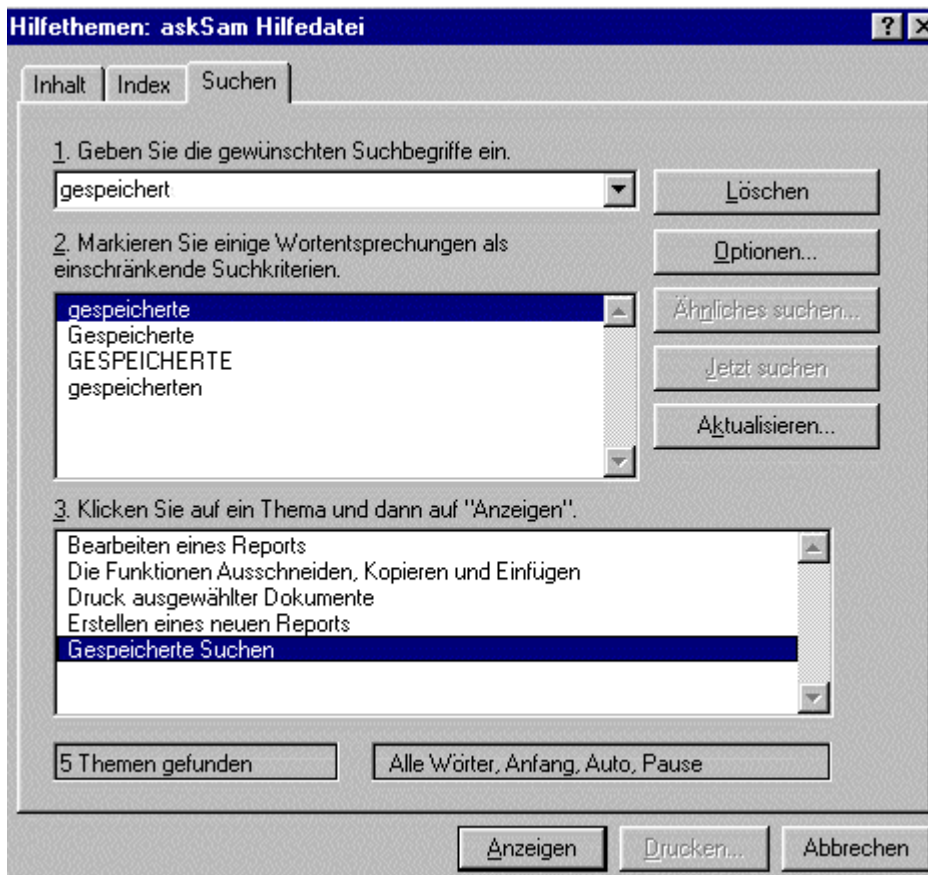 Hilfethemen: askSam Hilfedatei
Inhalt Index Suchen
1. Geben Sie die gewünschten Suchbegriffe ein.
gespeichert
Löschen
2. Markieren Sie einige Wortentsprechungen als
einschränkende Suchkriterien.
Optionen...
gespeicherte
Gespeicherte
GESPEICHERTE
gespeicherten
Ähnliches suchen...
Jetzt suchen
Aktualisieren...
3. Klicken Sie auf ein Thema und dann auf "Anzeigen".
Bearbeiten eines Reports
Die Funktionen Ausschneiden, Kopieren und Einfügen
Druck ausgewählter Dokumente
Erstellen eines neuen Reports
Gespeicherte Suchen
5 Themen gefunden
Alle Wörter, Anfang, Auto, Pause
Anzeigen Drucken... Abbrechen